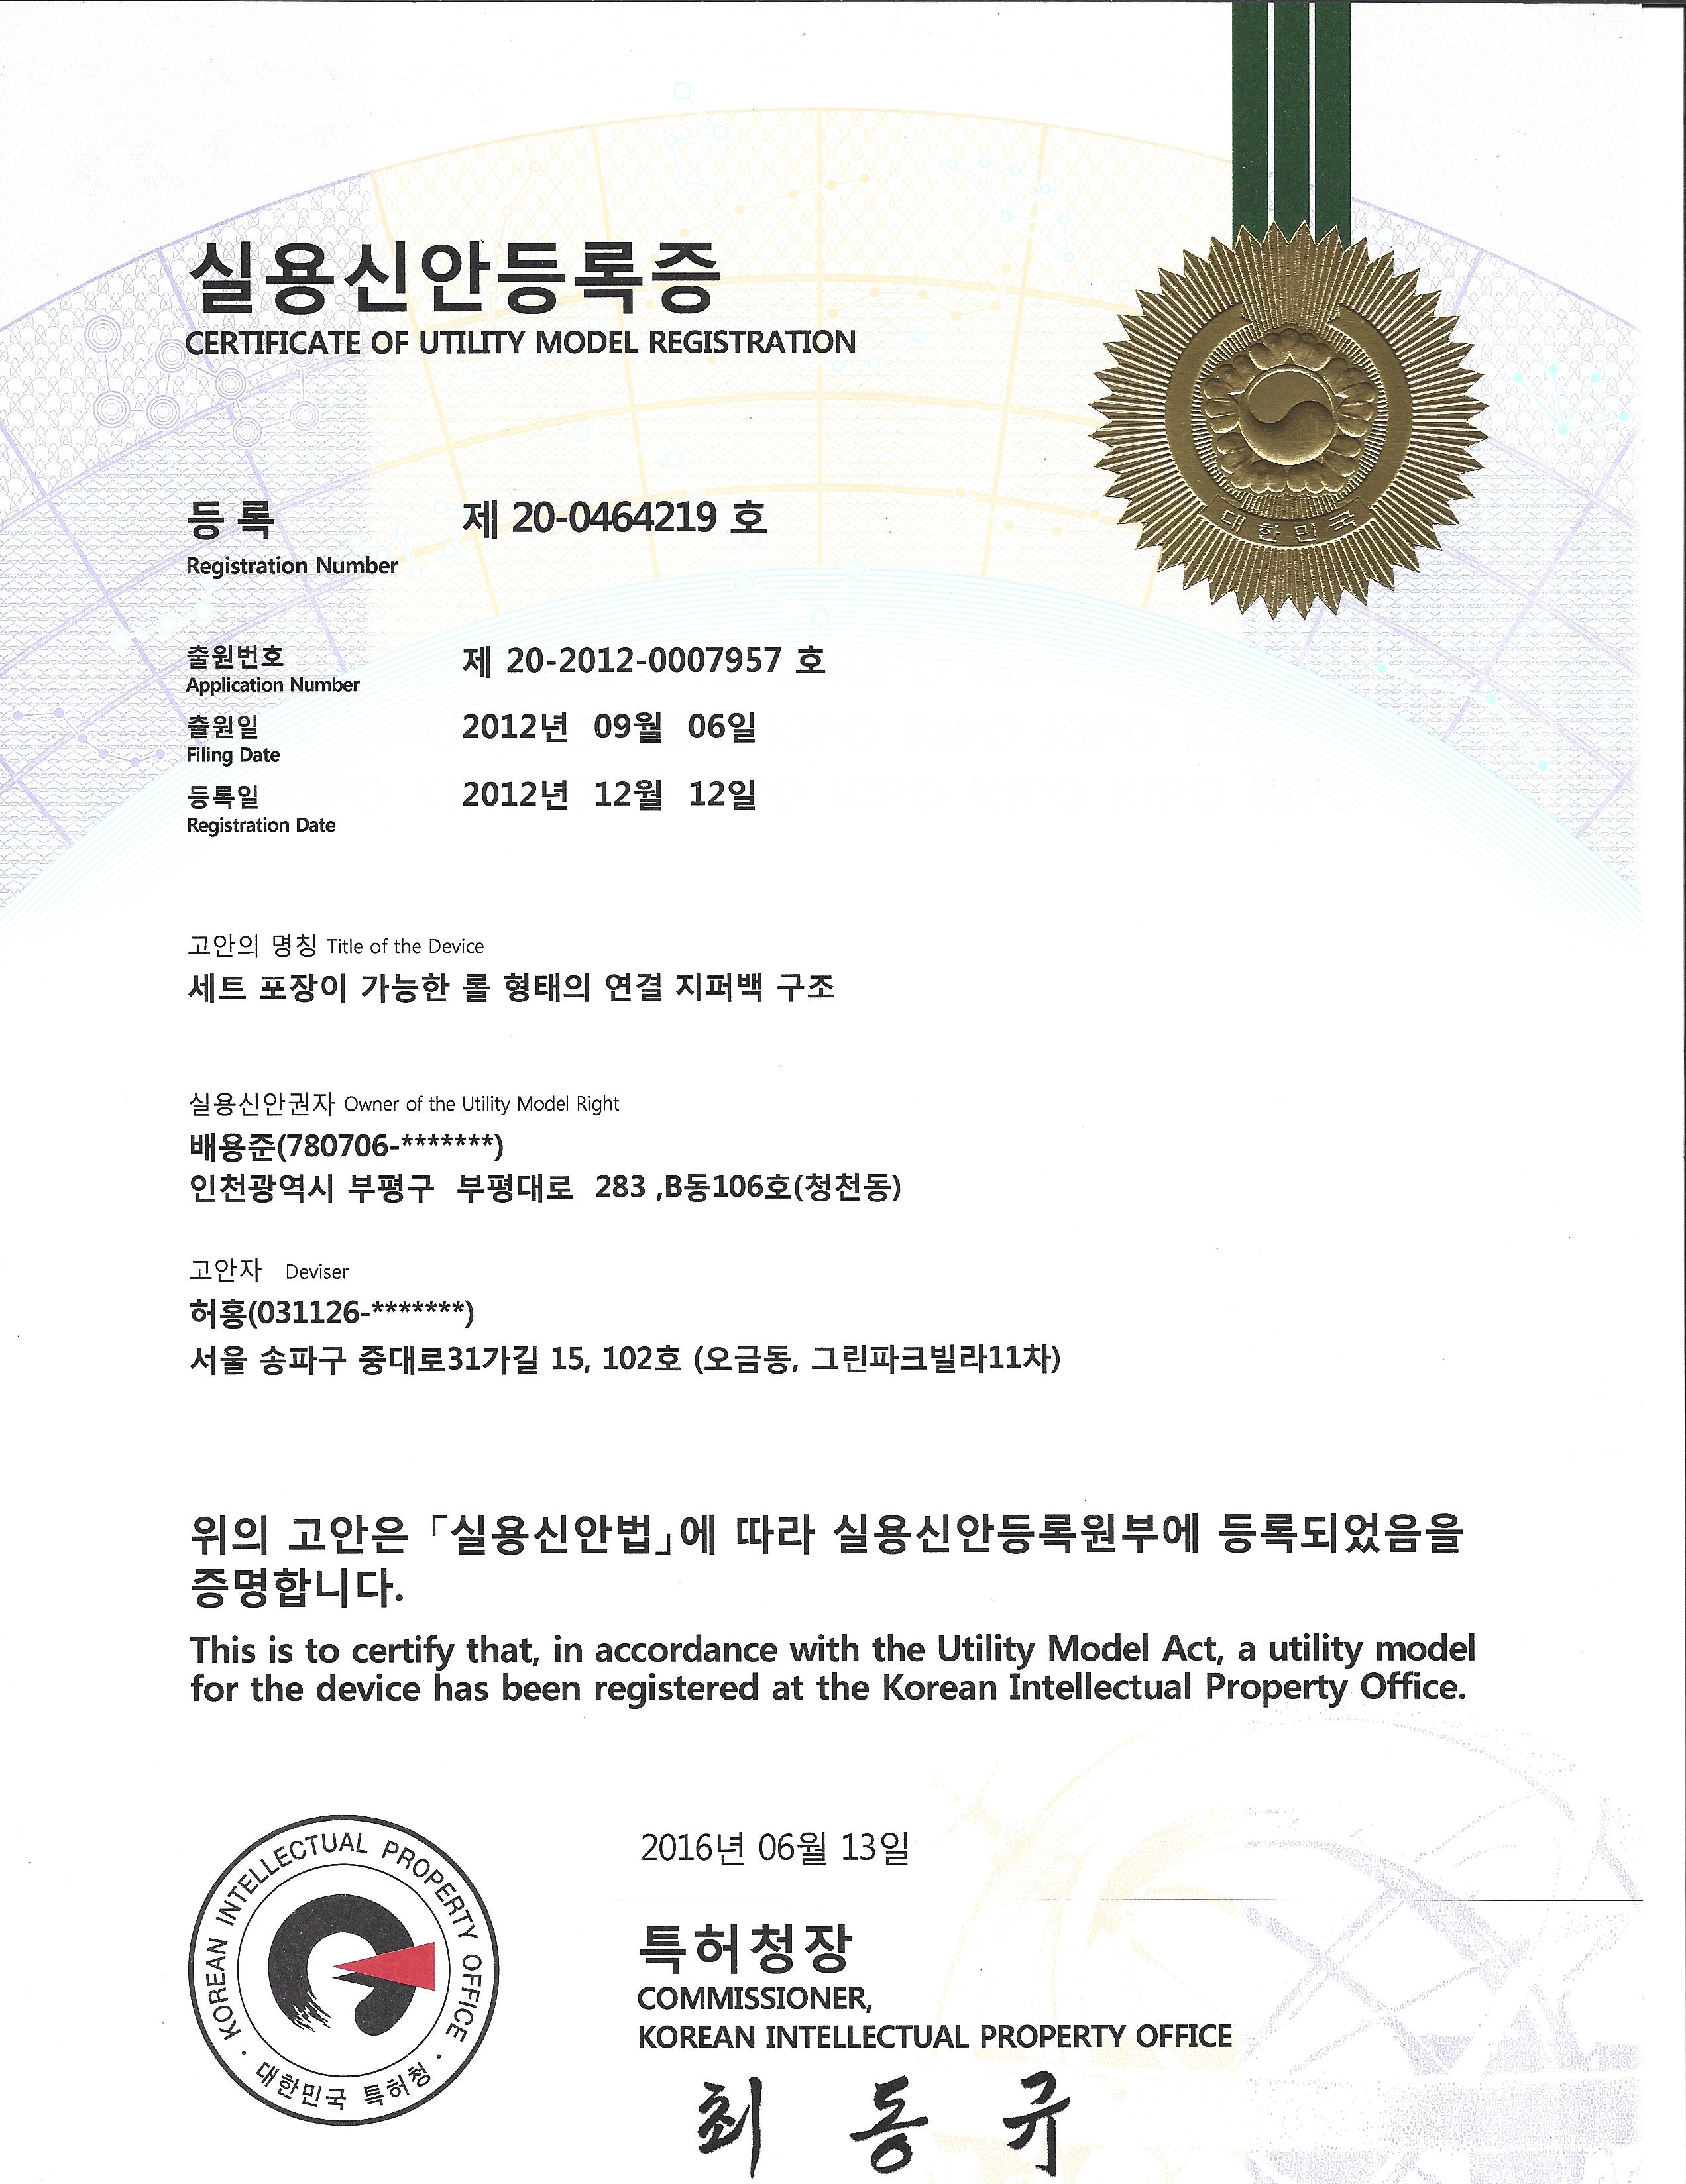 실용신안등록증
CERTIFICATE OF UTILITY MODEL REGISTRATION
대한민국
등록 제 20-0464219 호
Registration Number
출원번호 제 20-2012-0007957 호
Application Number
출원일 2012년 09월 06일
Filing Date
등록일 2012년 12월 12일
Registration Date
고안의 명칭 Title of the Device
세트 포장이 가능한 롤 형태의 연결 지퍼백 구조
실용신안권자 Owner of the Utility Model Right
배용준(780706-*******)
인천광역시 부평구 부평대로 283 ,B동106호(청천동)
고안자 Deviser
허홍(031126-*******)
서울 송파구 중대로31가길 15, 102호 (오금동, 그린파크빌라11차)
위의 고안은 「실용신안법」에 따라 실용신안등록원부에 등록되었음을
증명합니다.
This is to certify that, in accordance with the Utility Model Act, a utility model
for the device has been registered at the Korean Intellectual Property Office.
2016년 06월 13일
특허청장
COMMISSIONER,
KOREAN INTELLECTUAL PROPERTY OFFICE
최동규
KOREAN INTELLECTUAL PROPERTY OFFICE
대한민국 특허청